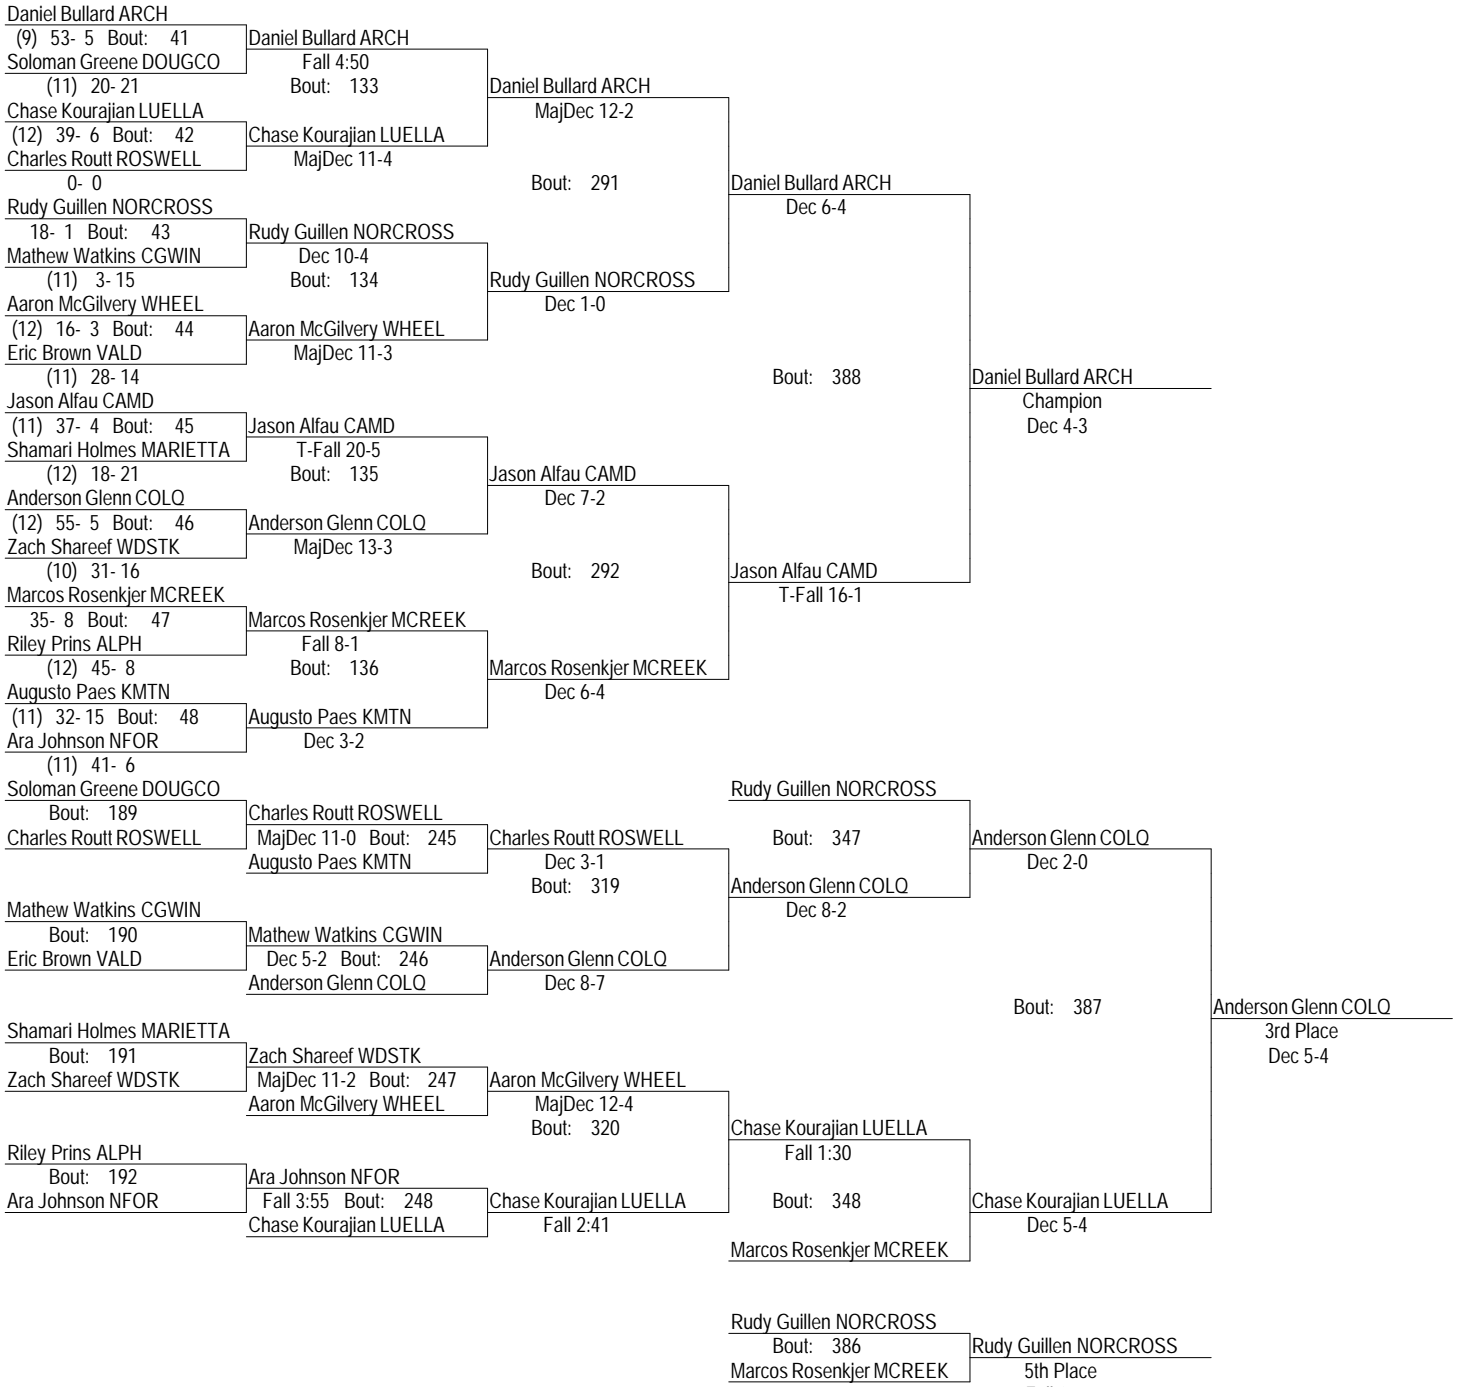 Daniel Bullard ARCH
(9) 53- 5 Bout: 41 Daniel Bullard ARCH
Soloman Greene DOUGCO Fall 4:50
(11) 20- 21 Bout: 133 Daniel Bullard ARCH
Chase Kourajian LUELLA MajDec 12-2
(12) 39- 6 Bout: 42 Chase Kourajian LUELLA
Charles Routt ROSWELL MajDec 11-4
0- 0 Bout: 291 Daniel Bullard ARCH
Rudy Guillen NORCROSS Dec 6-4
18- 1 Bout: 43 Rudy Guillen NORCROSS
Mathew Watkins CGWIN Dec 10-4
(11) 3- 15 Bout: 134 Rudy Guillen NORCROSS
Aaron McGilvery WHEEL Dec 1-0
(12) 16- 3 Bout: 44 Aaron McGilvery WHEEL
Eric Brown VALD MajDec 11-3
(11) 28- 14 Bout: 388 Daniel Bullard ARCH
Jason Alfau CAMD Champion
(11) 37- 4 Bout: 45 Jason Alfau CAMD Dec 4-3
Shamari Holmes MARIETTA T-Fall 20-5
(12) 18- 21 Bout: 135 Jason Alfau CAMD
Anderson Glenn COLQ Dec 7-2
(12) 55- 5 Bout: 46 Anderson Glenn COLQ
Zach Shareef WDSTK MajDec 13-3
(10) 31- 16 Bout: 292 Jason Alfau CAMD
Marcos Rosenkjer MCREEK T-Fall 16-1
35- 8 Bout: 47 Marcos Rosenkjer MCREEK
Riley Prins ALPH Fall 8-1
(12) 45- 8 Bout: 136 Marcos Rosenkjer MCREEK
Augusto Paes KMTN Dec 6-4
(11) 32- 15 Bout: 48 Augusto Paes KMTN
Ara Johnson NFOR Dec 3-2
(11) 41- 6
Soloman Greene DOUGCO Rudy Guillen NORCROSS
Bout: 189 Charles Routt ROSWELL
Charles Routt ROSWELL MajDec 11-0 Bout: 245 Charles Routt ROSWELL Bout: 347 Anderson Glenn COLQ
Augusto Paes KMTN Dec 3-1 Dec 2-0
Bout: 319 Anderson Glenn COLQ
Mathew Watkins CGWIN Dec 8-2
Bout: 190 Mathew Watkins CGWIN
Eric Brown VALD Dec 5-2 Bout: 246 Anderson Glenn COLQ
Anderson Glenn COLQ Dec 8-7
Bout: 387 Anderson Glenn COLQ
Shamari Holmes MARIETTA 3rd Place
Bout: 191 Zach Shareef WDSTK Dec 5-4
Zach Shareef WDSTK MajDec 11-2 Bout: 247 Aaron McGilvery WHEEL
Aaron McGilvery WHEEL MajDec 12-4
Bout: 320 Chase Kourajian LUELLA
Riley Prins ALPH Fall 1:30
Bout: 192 Ara Johnson NFOR
Ara Johnson NFOR Fall 3:55 Bout: 248 Chase Kourajian LUELLA Bout: 348 Chase Kourajian LUELLA
Chase Kourajian LUELLA Fall 2:41 Dec 5-4
Marcos Rosenkjer MCREEK
Rudy Guillen NORCROSS
Bout: 386 Rudy Guillen NORCROSS
Marcos Rosenkjer MCREEK 5th Place